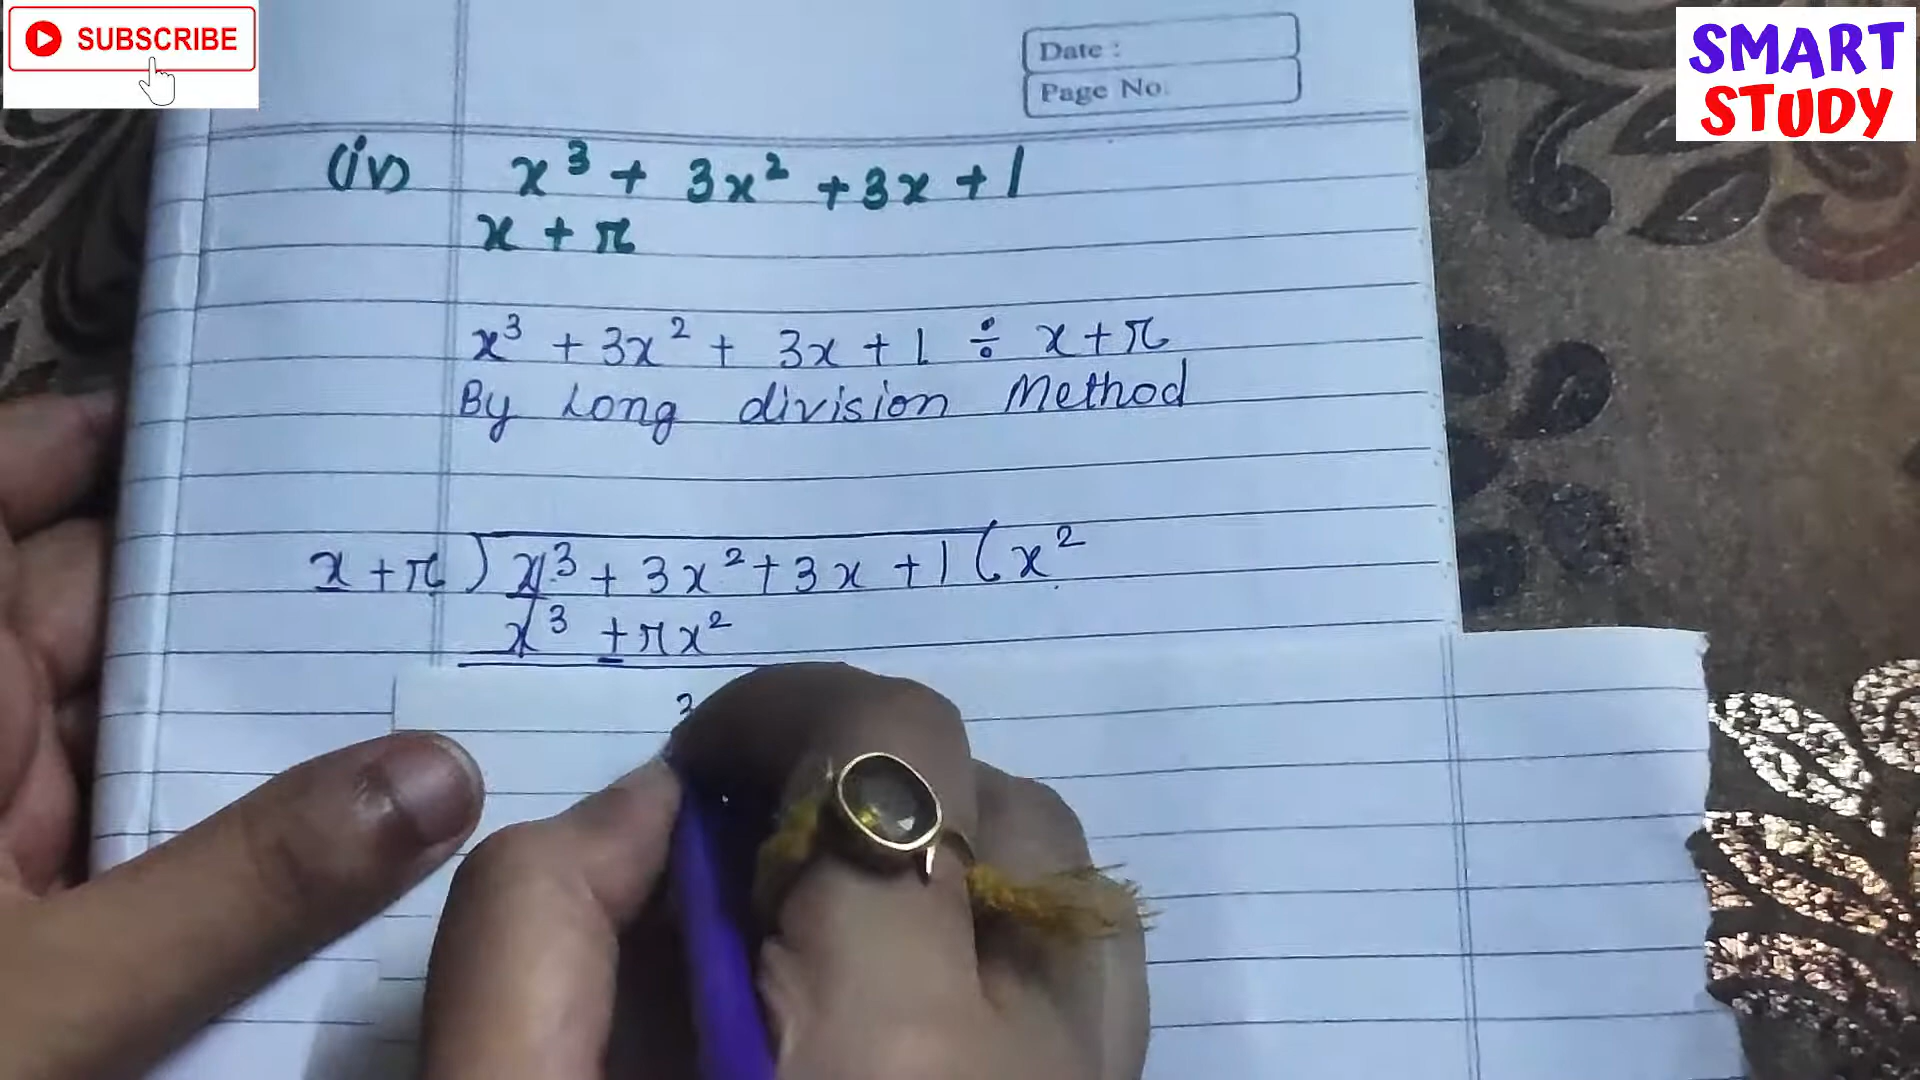 SUBSCRIBE
SMART
STUDY
Date :
Page No.
(iv) x³ + 3x² + 3x + 1
x + π
x³ + 3x² + 3x + 1 ÷ x + π
By Long division Method
x + π ) x³ + 3x² + 3x + 1 ( x²
x³ + πx²
3